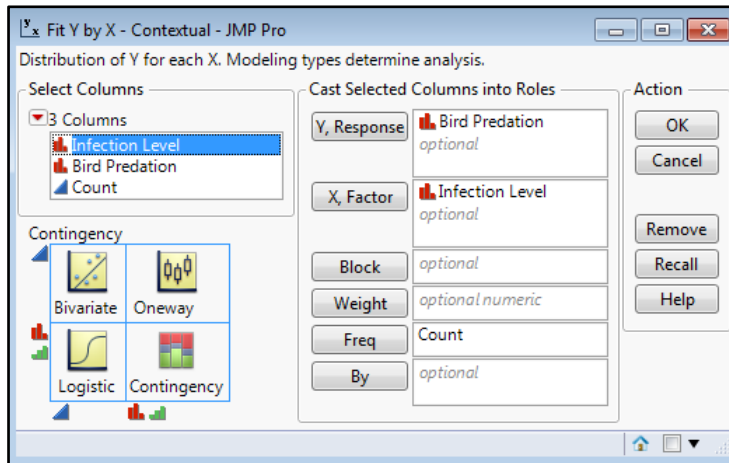 Fit Y by X - Contextual - JMP Pro
Distribution of Y for each X. Modeling types determine analysis.
Select Columns
3 Columns
Infection Level
Bird Predation
Count
Contingency
Bivariate Oneway
Logistic Contingency
Cast Selected Columns into Roles
Y, Response Bird Predation
optional
X, Factor Infection Level
optional
Block optional
Weight optional numeric
Freq Count
By optional
Action
OK
Cancel
Remove
Recall
Help